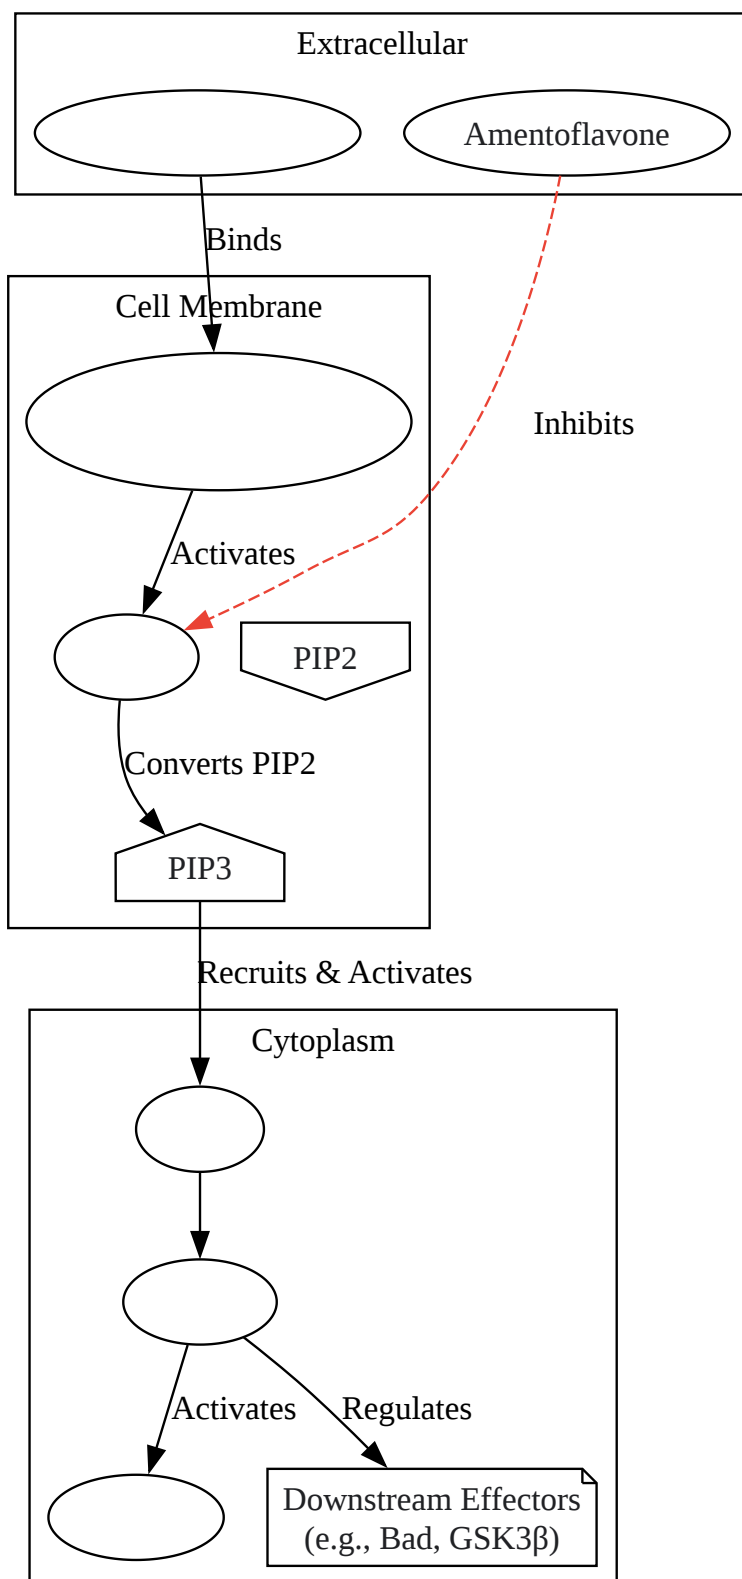 Extracellular
Amentoflavone
Binds
Cell Membrane
Inhibits
Activates
PIP2
Converts PIP2
PIP3
Recruits & Activates
Cytoplasm
Activates
Regulates
Downstream Effectors
(e.g., Bad, GSK3β)